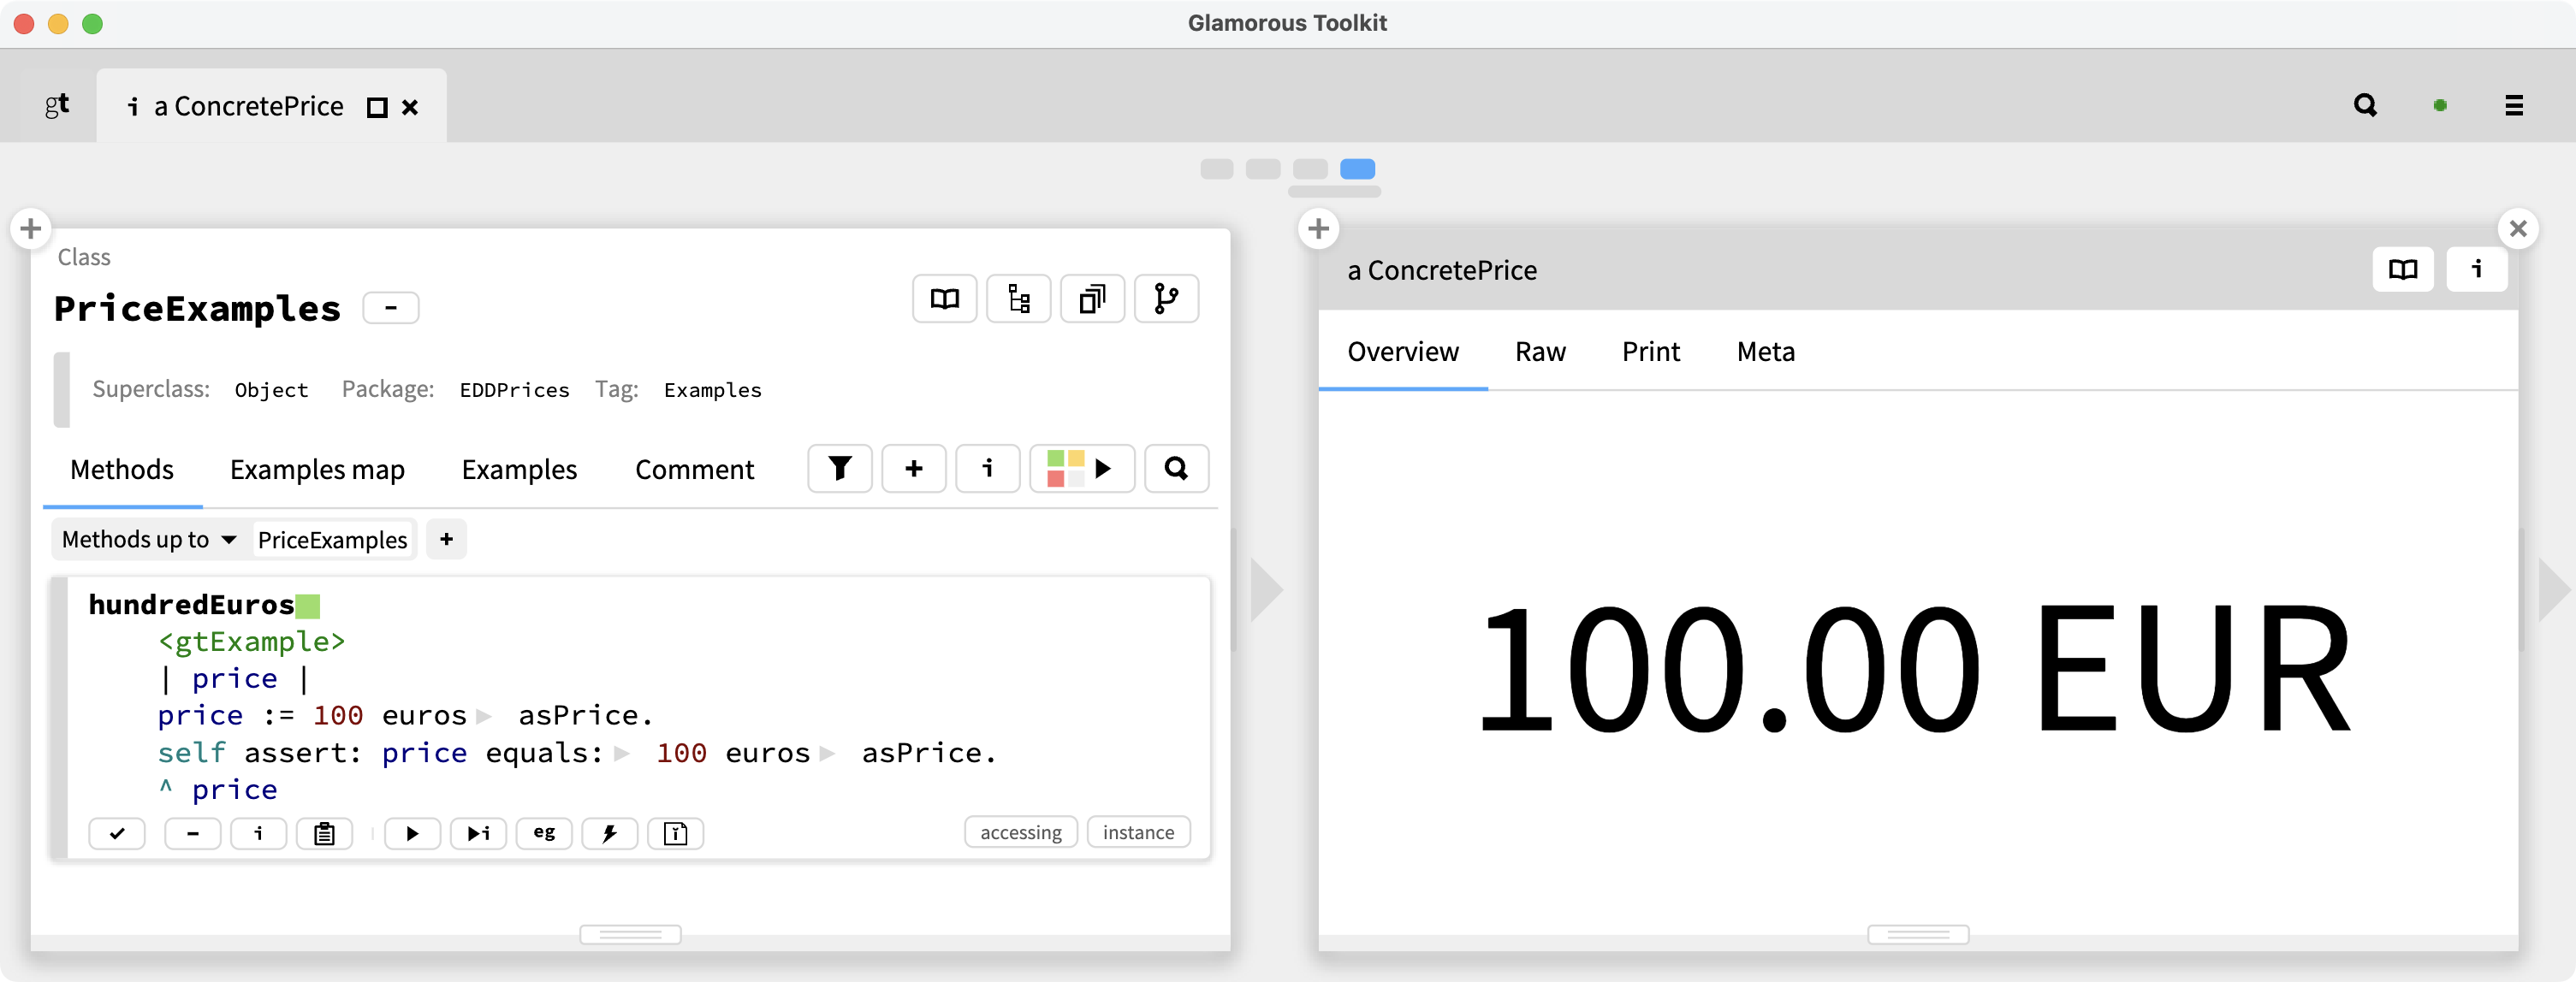 Glamorous Toolkit
gt
i a ConcretePrice
Class
PriceExamples
Superclass: Object Package: EDDPrices Tag: Examples
Methods Examples map Examples Comment
i
Methods up to PriceExamples +
hundredEuros
<gtExample>
| price |
price := 100 euros asPrice.
self assert: price equals: 100 euros asPrice.
^ price
i eg accessing instance
a ConcretePrice
i
Overview Raw Print Meta
100.00 EUR